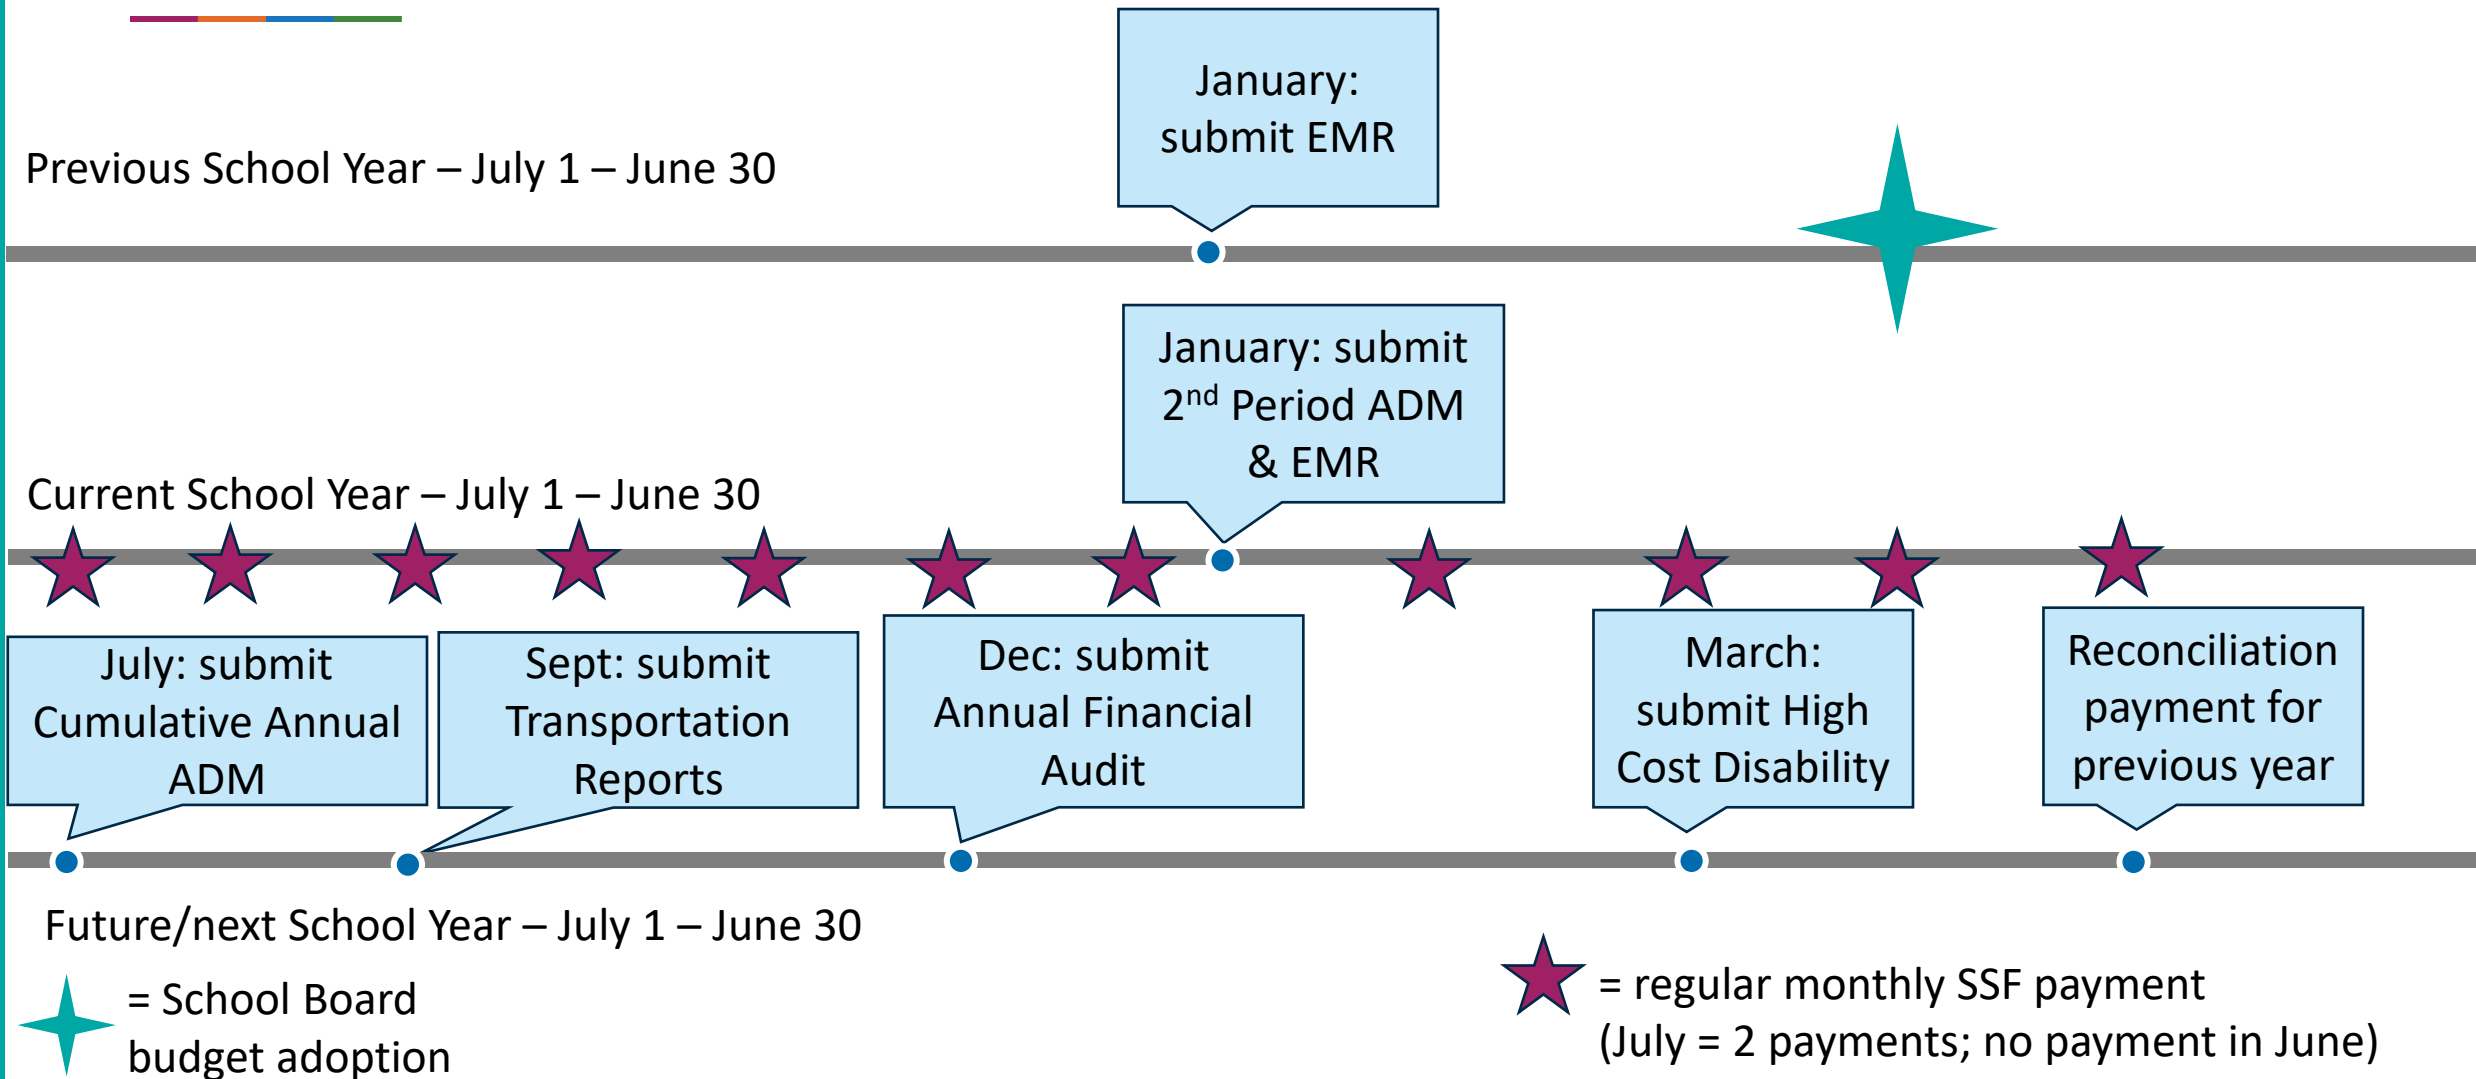 January:
submit EMR
Previous School Year – July 1 – June 30
January: submit
2nd Period ADM
& EMR
Current School Year – July 1 – June 30
July: submit
Cumulative Annual
ADM
Sept: submit
Transportation
Reports
Dec: submit
Annual Financial
Audit
March:
submit High
Cost Disability
Reconciliation
payment for
previous year
Future/next School Year – July 1 – June 30
= School Board
budget adoption
= regular monthly SSF payment
(July = 2 payments; no payment in June)